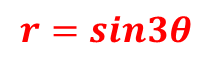 r = sin3θ